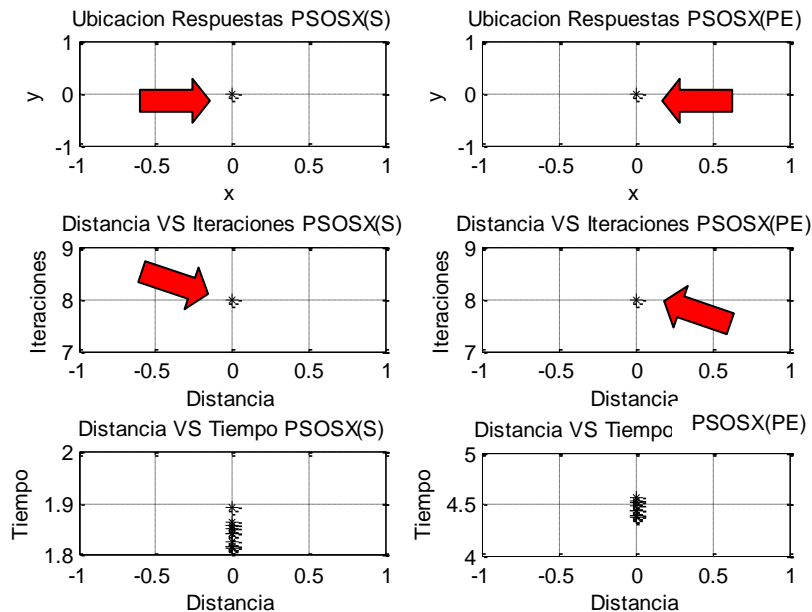 Ubicacion Respuestas PSOSX(S)
1
0
-1
y
-1 -0.5 0 0.5 1
x
Ubicacion Respuestas PSOSX(PE)
1
0
-1
y
-1 -0.5 0 0.5 1
x
Distancia VS Iteraciones PSOSX(S)
9
8
7
Iteraciones
-1 -0.5 0 0.5 1
Distancia
Distancia VS Iteraciones PSOSX(PE)
9
8
7
Iteraciones
-1 -0.5 0 0.5 1
Distancia
Distancia VS Tiempo PSOSX(S)
2
1.9
1.8
Tiempo
-1 -0.5 0 0.5 1
Distancia
Distancia VS Tiempo PSOSX(PE)
5
4.5
4
Tiempo
-1 -0.5 0 0.5 1
Distancia